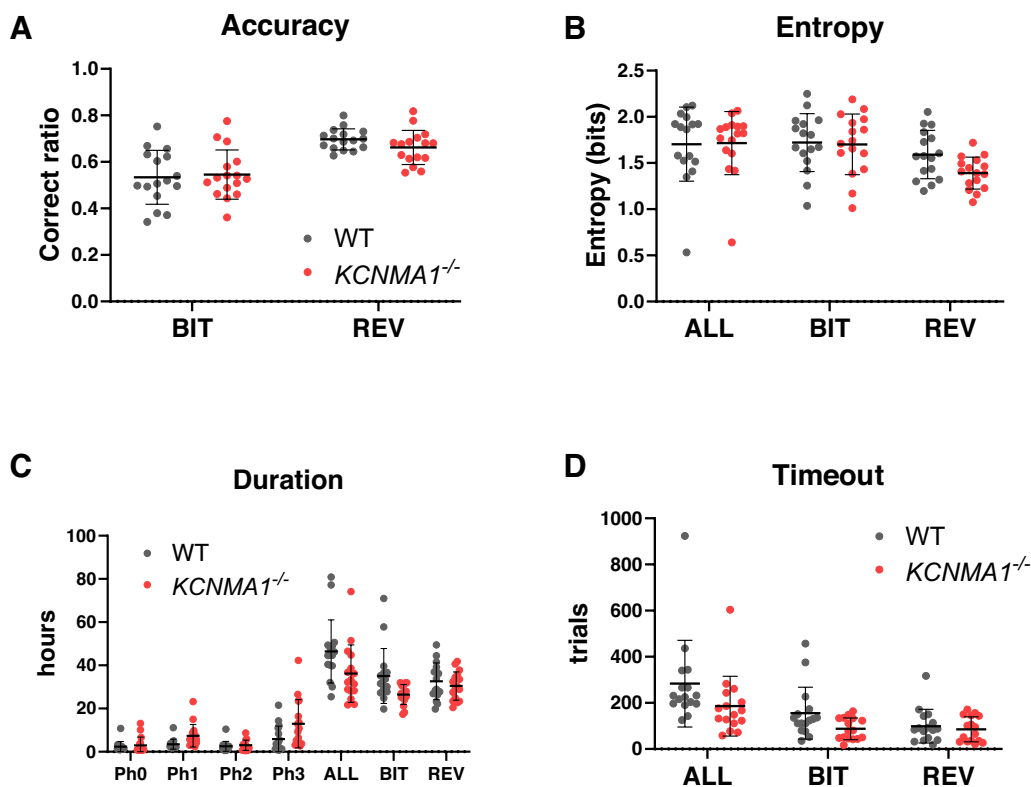 A
Accuracy
Correct ratio
1.0
0.8
0.6
0.4
0.2
0.0
WT
KCNMA1-/-
BIT
REV
B
Entropy
Entropy (bits)
2.5
2.0
1.5
1.0
0.5
0.0
ALL
BIT
REV
C
Duration
hours
100
80
60
40
20
0
WT
KCNMA1-/-
Ph0
Ph1
Ph2
Ph3
ALL
BIT
REV
D
Timeout
trials
1000
800
600
400
200
0
WT
KCNMA1-/-
ALL
BIT
REV